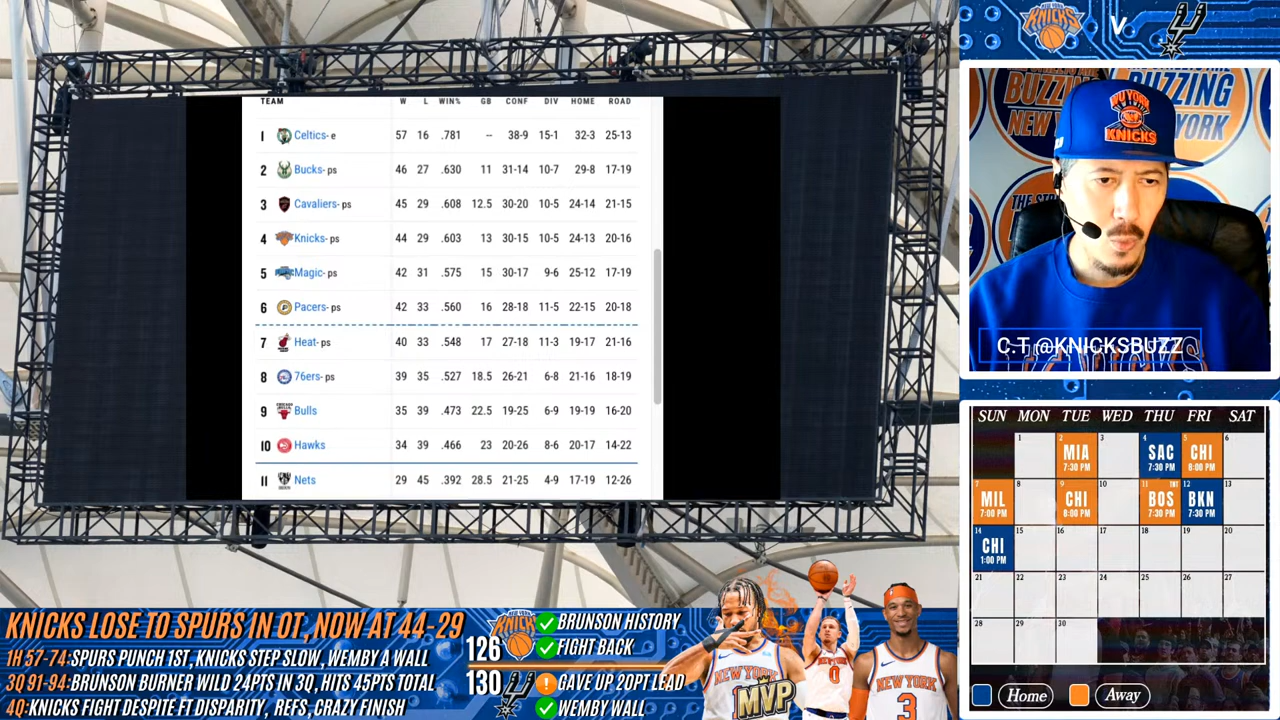 TEAM W L WIN% GB CONF DIV HOME ROAD
1 Celtics - e 57 16 .781 -- 38-9 15-1 32-3 25-13
2 Bucks - ps 46 27 .630 11 31-14 10-7 29-8 17-19
3 Cavaliers - ps 45 29 .608 12.5 30-20 10-5 24-14 21-15
4 Knicks - ps 44 29 .603 13 30-15 10-5 24-13 20-16
5 Magic - ps 42 31 .575 15 30-17 9-6 25-12 17-19
6 Pacers - ps 42 33 .560 16 28-18 11-5 22-15 20-18
7 Heat - ps 40 33 .548 17 27-18 11-3 19-17 21-16
8 76ers - ps 39 35 .527 18.5 26-21 6-8 21-16 18-19
9 Bulls 35 39 .473 22.5 19-25 6-9 19-19 16-20
10 Hawks 34 39 .466 23 20-26 8-6 20-17 14-22
11 Nets 29 45 .392 28.5 21-25 4-9 17-19 12-26
KNICKS V
BUZZING
NEW YORK
KNICKS
C.T @KNICKSBUZZ
SUN MON TUE WED THU FRI SAT
1 2 3 4 5 6
MIA SAC CHI
7:30 PM 7:30 PM 8:00 PM
7 8 9 10 11 TNT 12 13
MIL CHI BOS BKN
7:00 PM 8:00 PM 7:30 PM 7:30 PM
14 15 16 17 18 19 20
CHI
1:00 PM
21 22 23 24 25 26 27
28 29 30
Home Away
KNICKS LOSE TO SPURS IN OT, NOW AT 44-29
1H 57-74: SPURS PUNCH 1ST, KNICKS STEP SLOW, WEMBY A WALL
3Q 91-94: BRUNSON BURNER WILD 24PTS IN 3Q, HITS 45PTS TOTAL
4Q: KNICKS FIGHT DESPITE FT DISPARITY, REFS, CRAZY FINISH
126
130
BRUNSON HISTORY
FIGHT BACK
GAVE UP 20PT LEAD
WEMBY WALL
NEW YORK
MVP
NEW YORK
0
NEW YORK
3